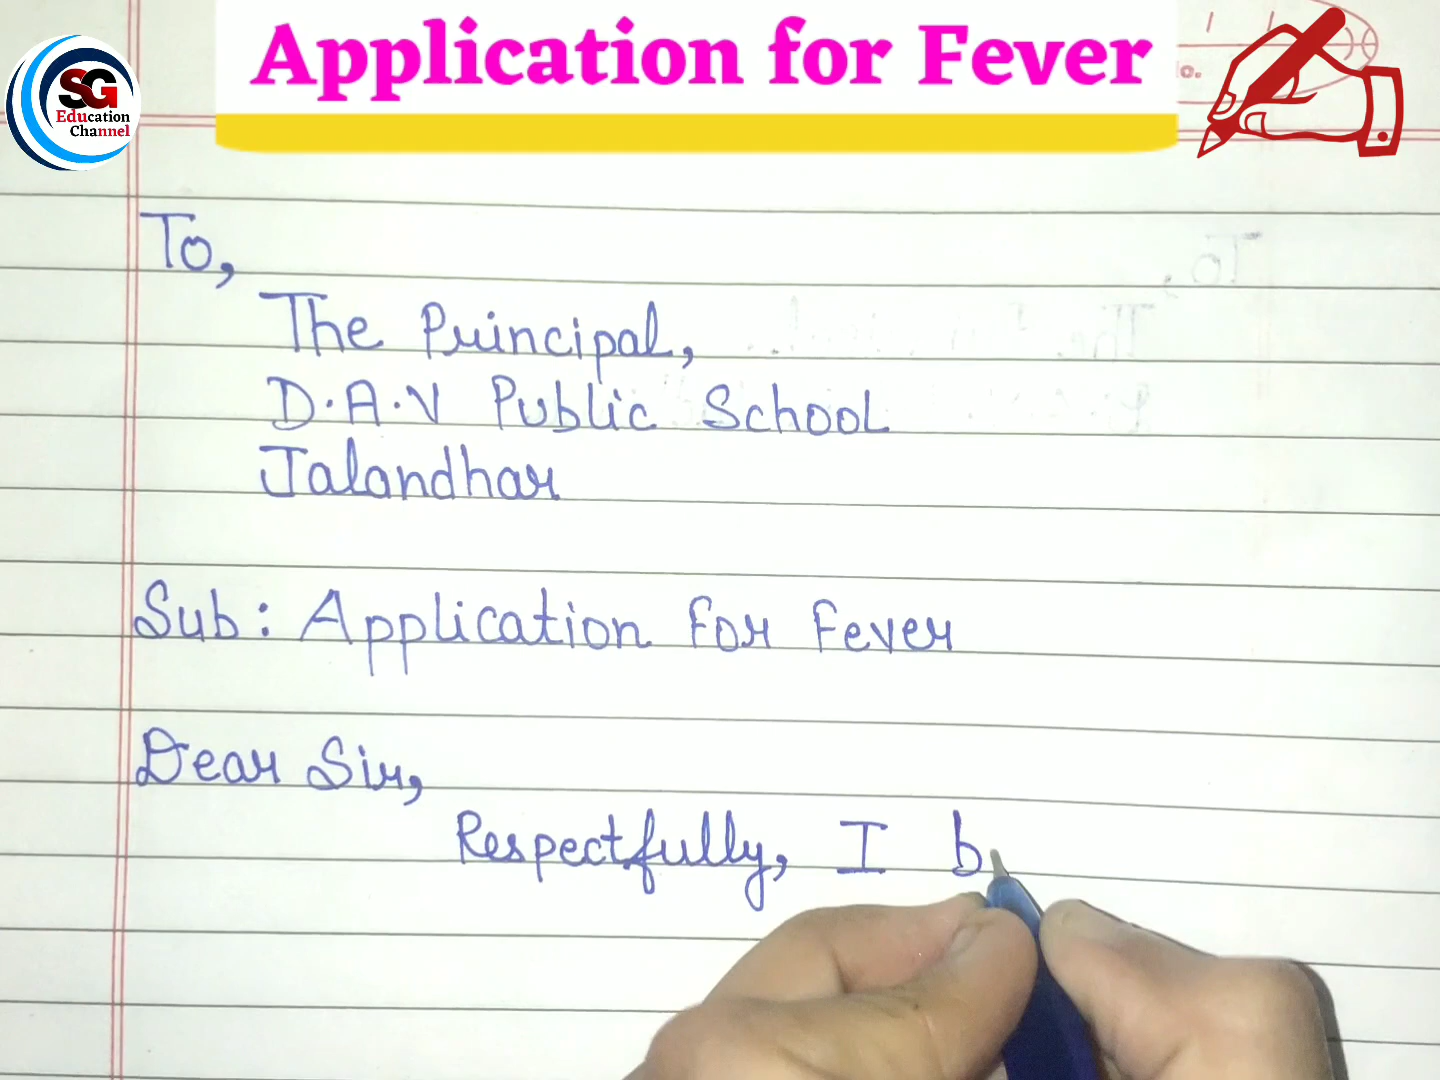 Application for Fever
SG
Education
Channel
To,
The Principal,
D.A.V Public School
Jalandhar
Sub: Application For Fever
Dear Sir,
Respectfully, I b